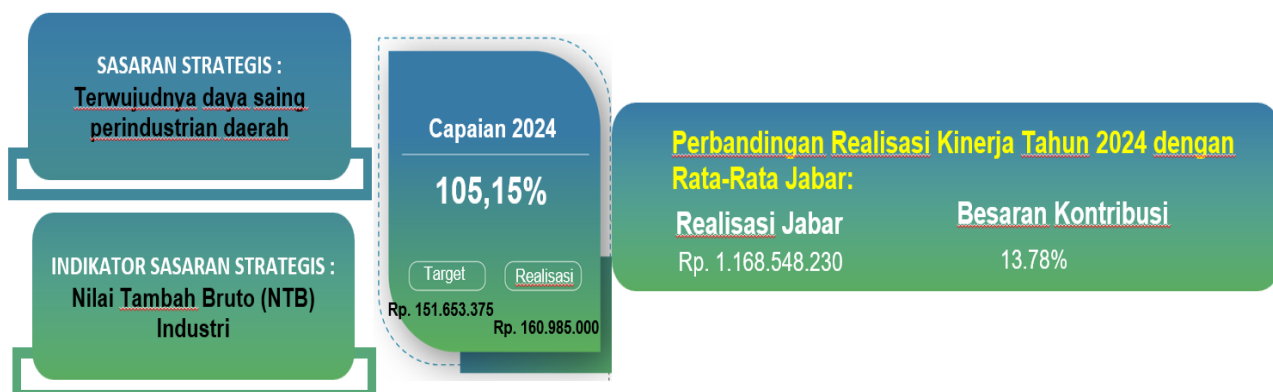 SASARAN STRATEGIS :
Terwujudnya daya saing
perindustrian daerah
INDIKATOR SASARAN STRATEGIS :
Nilai Tambah Bruto (NTB)
Industri
Capaian 2024
105,15%
Target
Realisasi
Rp. 151.653.375
Rp. 160.985.000
Perbandingan Realisasi Kinerja Tahun 2024 dengan
Rata-Rata Jabar:
Realisasi Jabar
Besaran Kontribusi
Rp. 1.168.548.230
13.78%